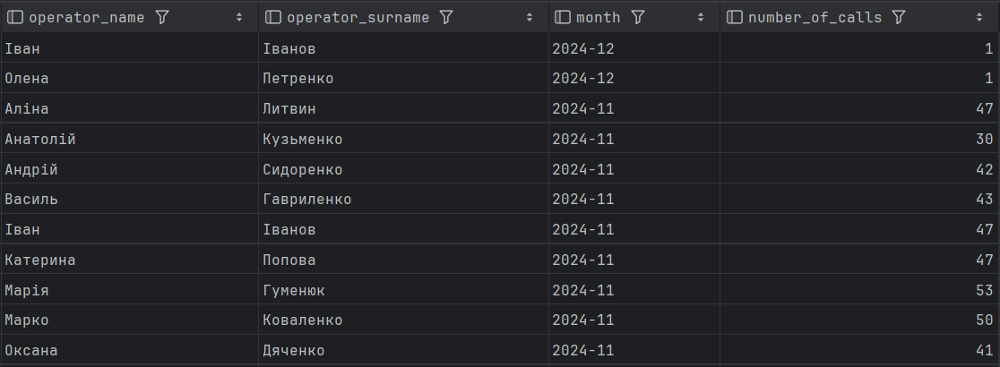 operator_name operator_surname month number_of_calls
Іван Іванов 2024-12 1
Олена Петренко 2024-12 1
Аліна Литвин 2024-11 47
Анатолій Кузьменко 2024-11 30
Андрій Сидоренко 2024-11 42
Василь Гавриленко 2024-11 43
Іван Іванов 2024-11 47
Катерина Попова 2024-11 47
Марія Гуменюк 2024-11 53
Марко Коваленко 2024-11 50
Оксана Дяченко 2024-11 41